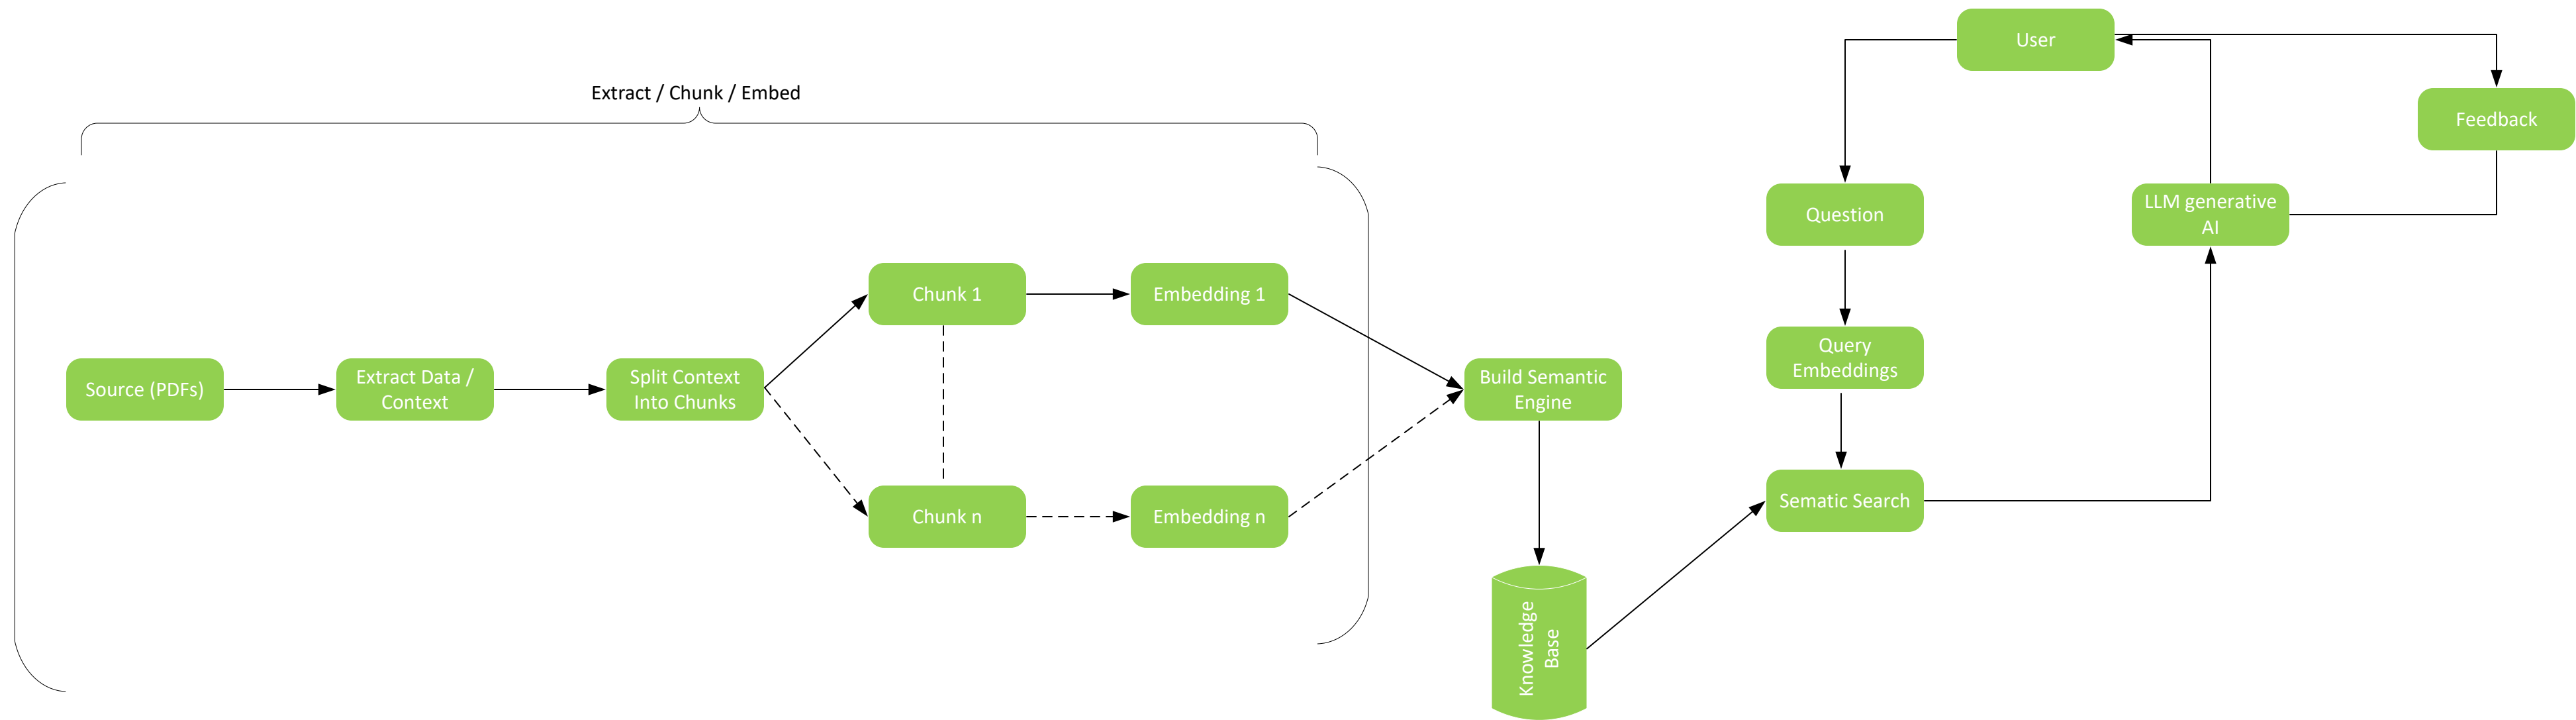 Extract / Chunk / Embed
Source (PDFs)
Extract Data /
Context
Split Context
Into Chunks
Chunk 1
Embedding 1
Chunk n
Embedding n
Build Semantic
Engine
Knowledge
Base
User
Question
Query
Embeddings
Sematic Search
LLM generative
AI
Feedback